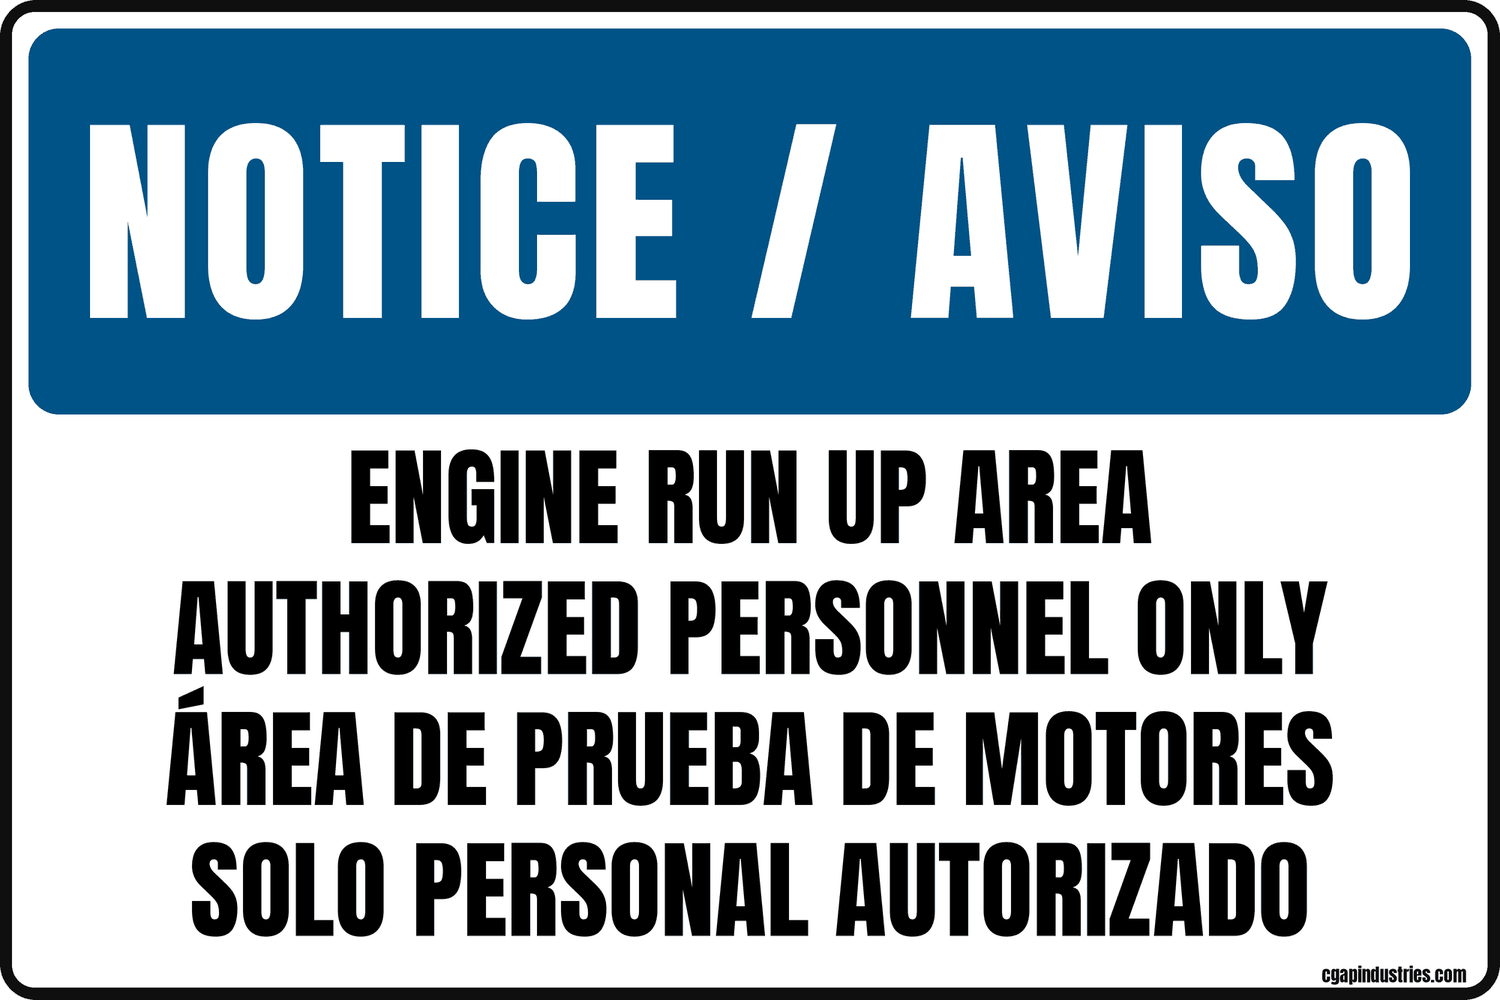 NOTICE / AVISO
ENGINE RUN UP AREA
AUTHORIZED PERSONNEL ONLY
ÁREA DE PRUEBA DE MOTORES
SOLO PERSONAL AUTORIZADO
cgapindustries.com